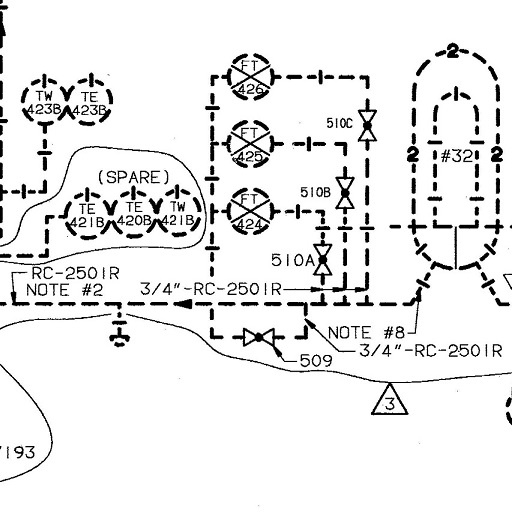 FT
426
TW
423B
TE
423B
2
510C
FT
425
2
#32
2
(SPARE)
510B
TE
421B
TE
420B
TW
421B
FT
424
510A
RC-2501R
NOTE #2
3/4"-RC-2501R
NOTE #8
3/4"-RC-2501R
509
3
/193